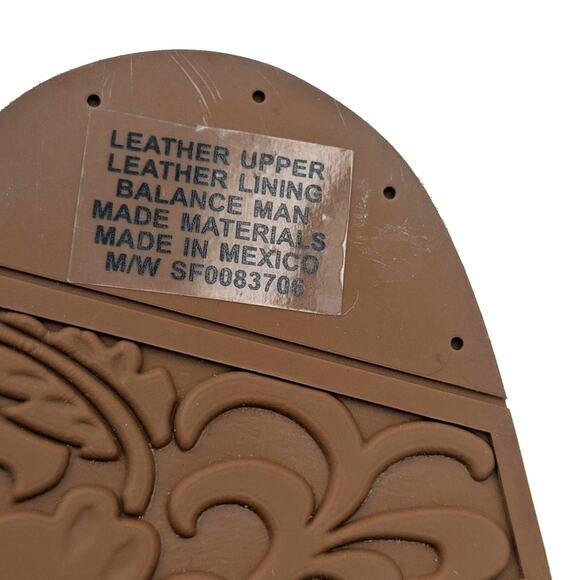 LEATHER UPPER
LEATHER LINING
BALANCE MAN
MADE MATERIALS
MADE IN MEXICO
M/W SF0083706